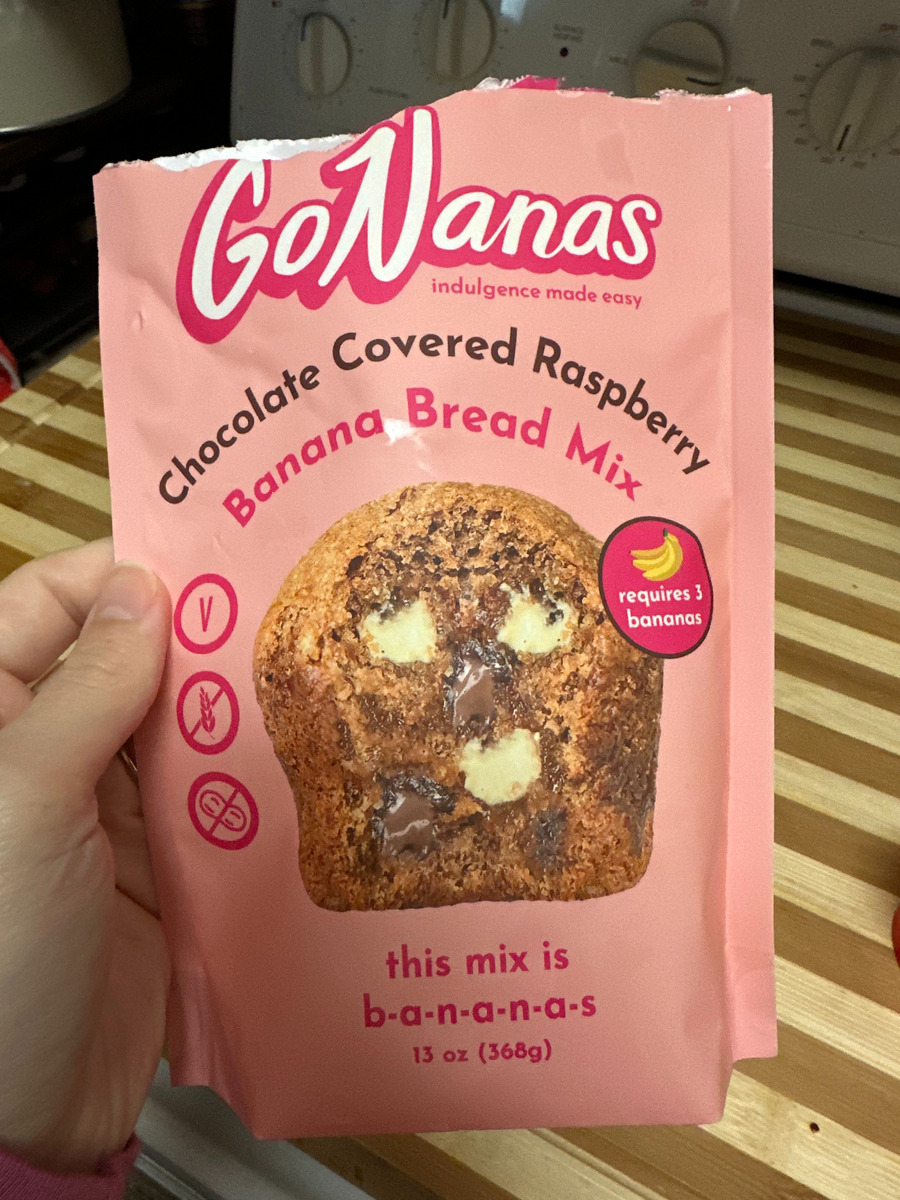 GoNanas
indulgence made easy
Chocolate Covered Raspberry
Banana Bread Mix
requires 3
bananas
V
this mix is
b-a-n-a-n-a-s
13 oz (368g)